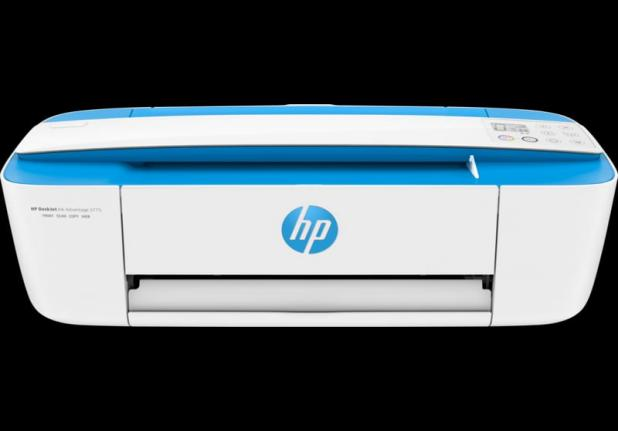 HP DeskJet Ink Advantage 3775
PRINT SCAN COPY WEB
hp